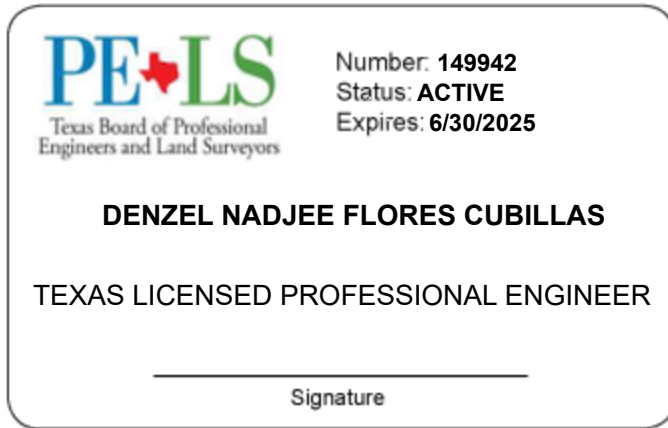 PE LS
Texas Board of Professional
Engineers and Land Surveyors
Number: 149942
Status: ACTIVE
Expires: 6/30/2025
DENZEL NADJEE FLORES CUBILLAS
TEXAS LICENSED PROFESSIONAL ENGINEER
Signature